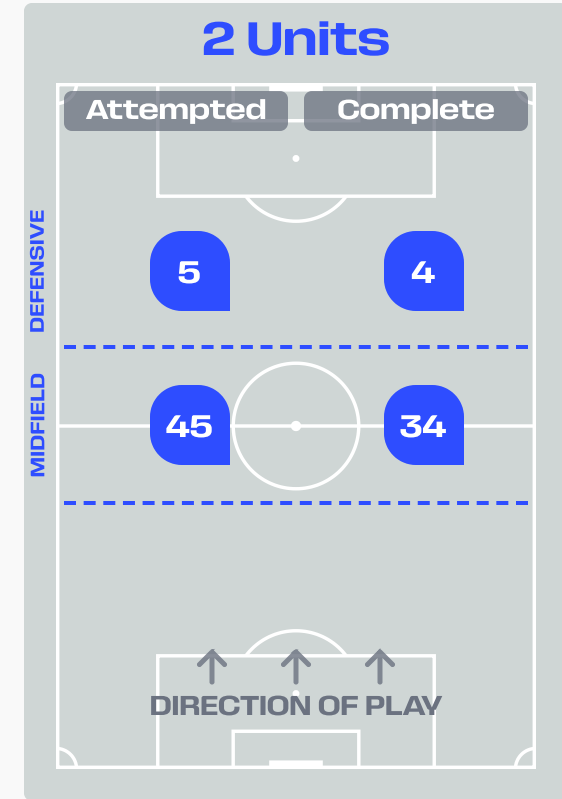 2 Units
Attempted Complete
DEFENSIVE
5 4
MIDFIELD
45 34
DIRECTION OF PLAY